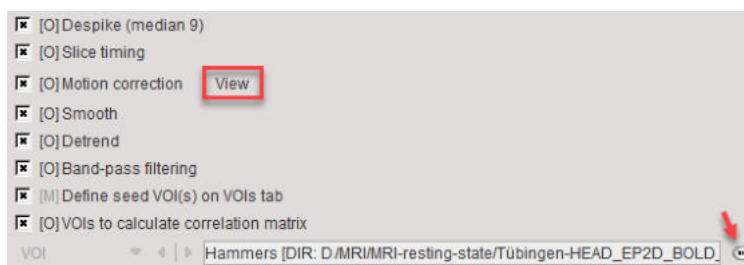 [O] Despike (median 9)
[O] Slice timing
[O] Motion correction View
[O] Smooth
[O] Detrend
[O] Band-pass filtering
[M] Define seed VOI(s) on VOIs tab
[O] VOIs to calculate correlation matrix
VOI Hammers [DIR: D:/MRI/MRI-resting-state/Tübingen-HEAD_EP2D_BOLD_